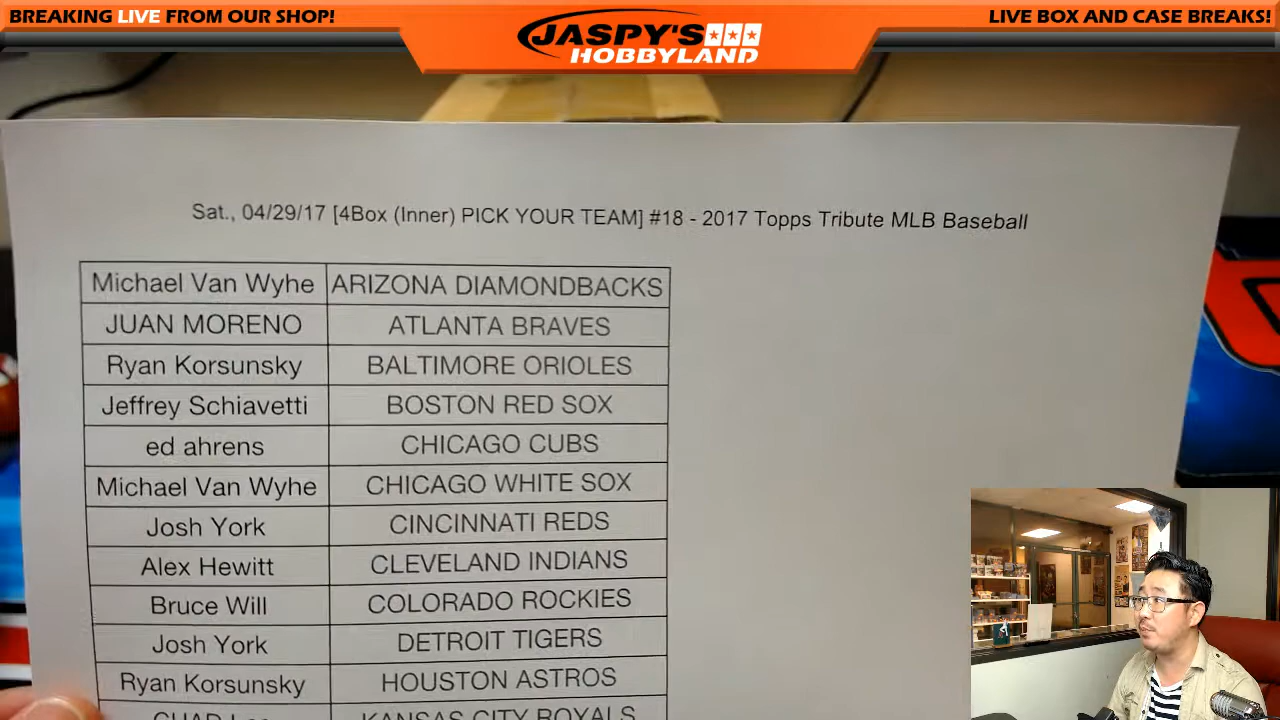 BREAKING LIVE FROM OUR SHOP!
JASPY'S
HOBBYLAND
LIVE BOX AND CASE BREAKS!
Sat., 04/29/17 [4Box (Inner) PICK YOUR TEAM] #18 - 2017 Topps Tribute MLB Baseball
Michael Van Wyhe ARIZONA DIAMONDBACKS
JUAN MORENO ATLANTA BRAVES
Ryan Korsunsky BALTIMORE ORIOLES
Jeffrey Schiavetti BOSTON RED SOX
ed ahrens CHICAGO CUBS
Michael Van Wyhe CHICAGO WHITE SOX
Josh York CINCINNATI REDS
Alex Hewitt CLEVELAND INDIANS
Bruce Will COLORADO ROCKIES
Josh York DETROIT TIGERS
Ryan Korsunsky HOUSTON ASTROS
CHAD KANSAS CITY ROYALS